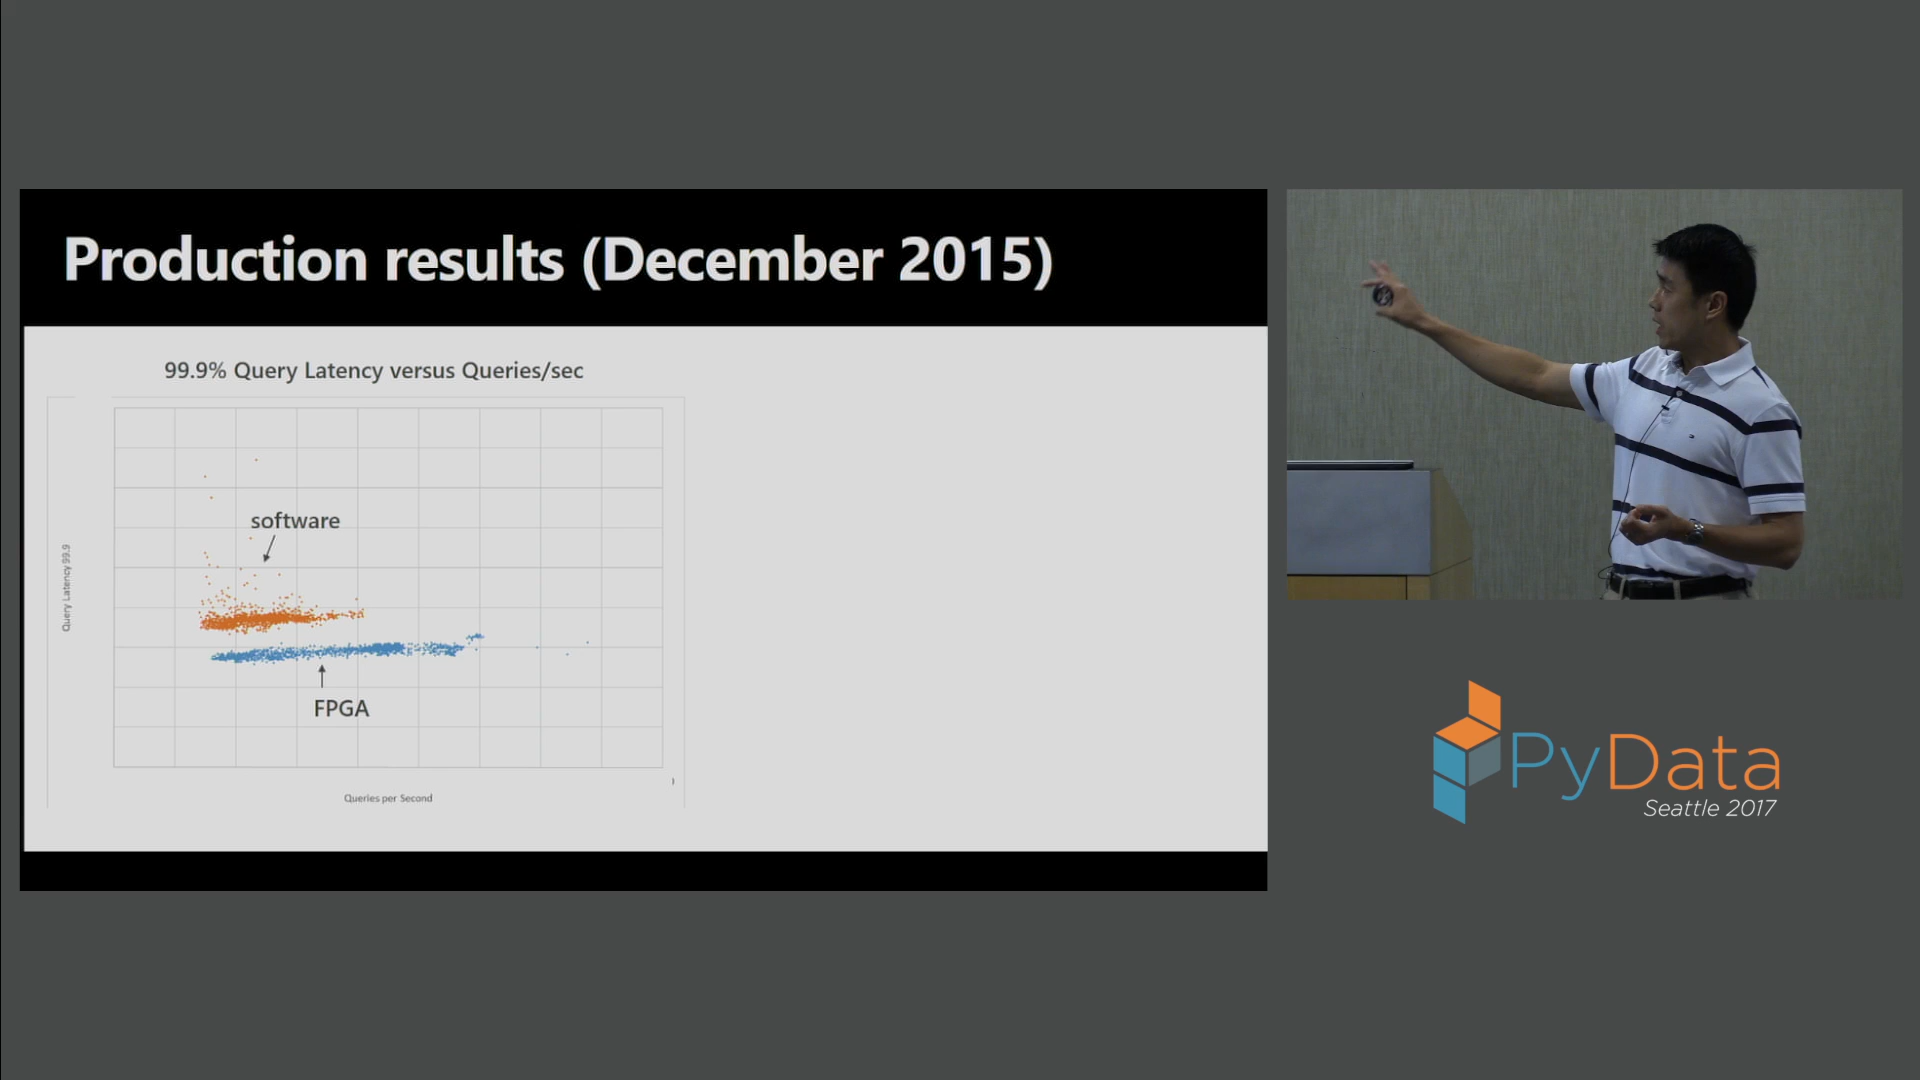 Production results (December 2015)
99.9% Query Latency versus Queries/sec
software
Query Latency 99.9
FPGA
Queries per Second
PyData
Seattle 2017